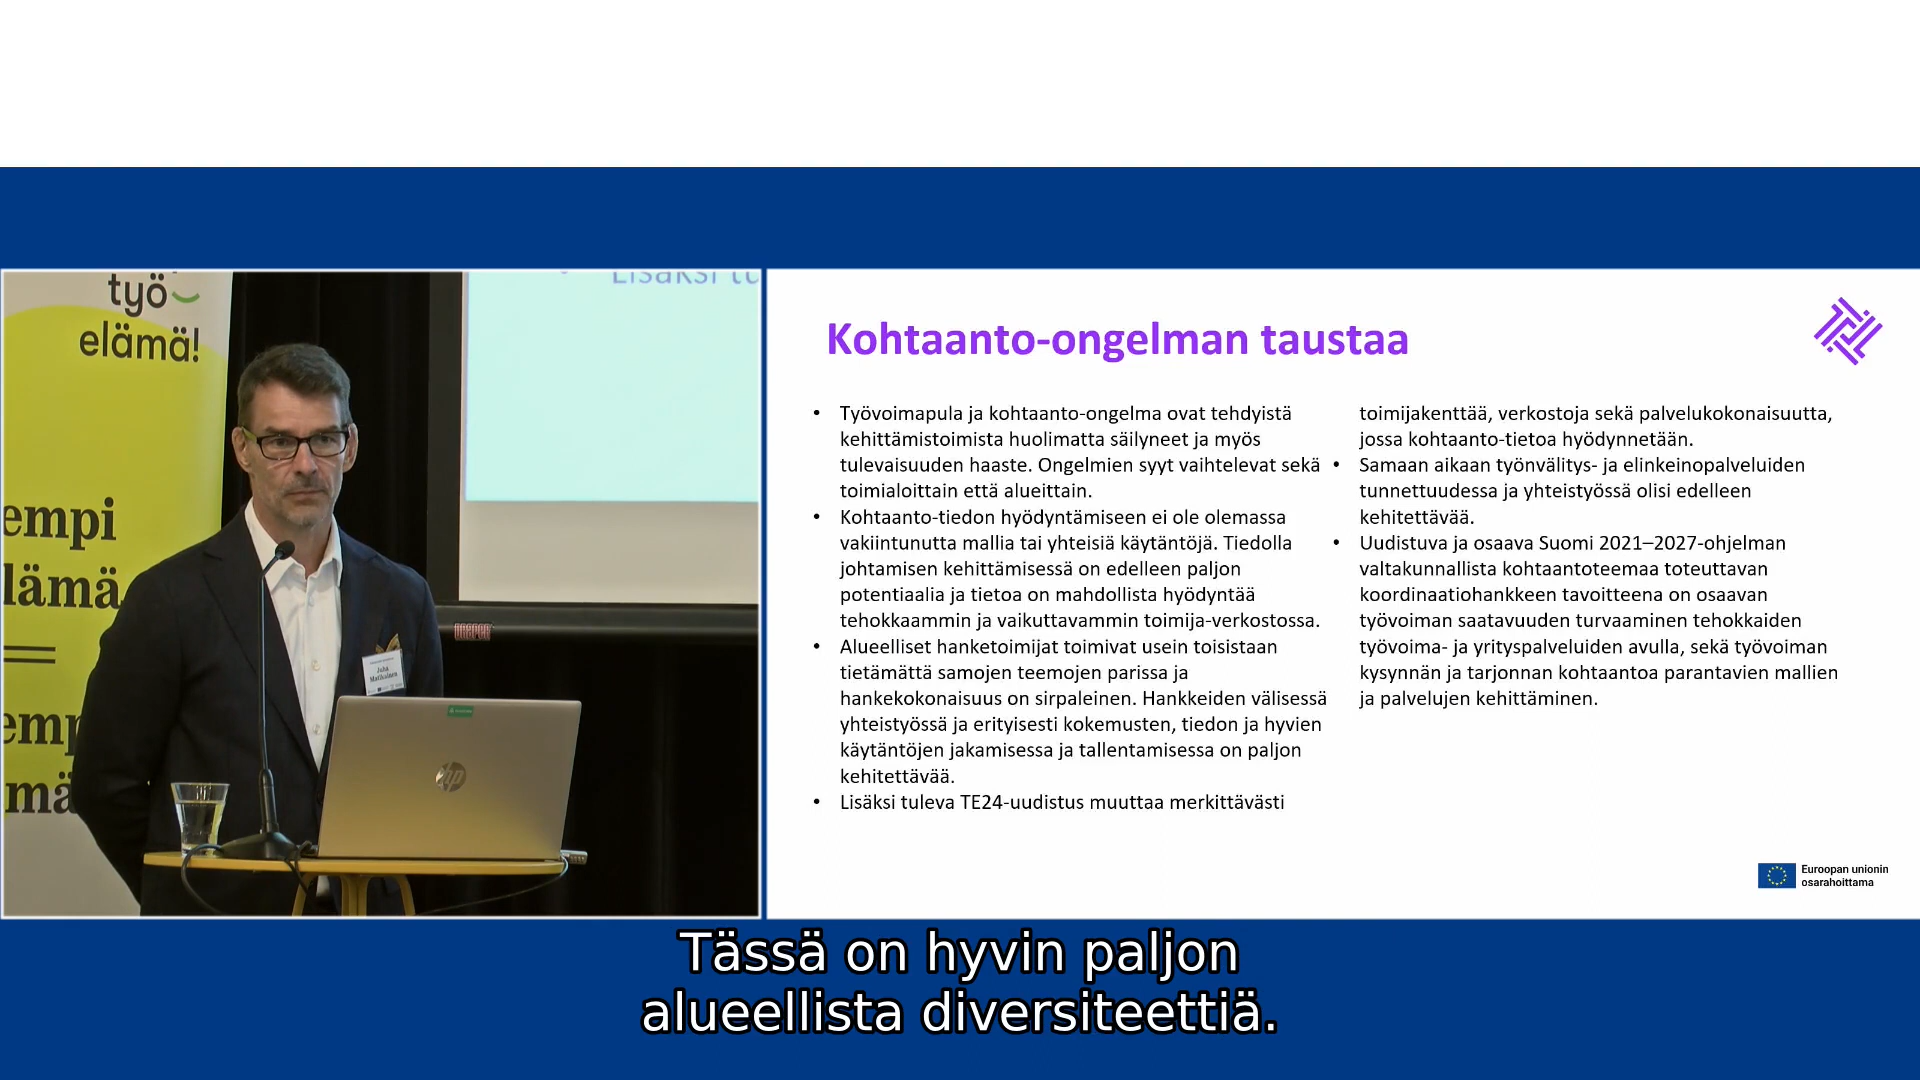 työ
elämä!
empi
lämä
emp
mä
Lisäksi tu
DRAPER
Juha
Matikainen
hp
Kohtaanto-ongelman taustaa
• Työvoimapula ja kohtaanto-ongelma ovat tehdyistä
kehittämistoimista huolimatta säilyneet ja myös
tulevaisuuden haaste. Ongelmien syyt vaihtelevat sekä
toimialoittain että alueittain.
• Kohtaanto-tiedon hyödyntämiseen ei ole olemassa
vakiintunutta mallia tai yhteisiä käytäntöjä. Tiedolla
johtamisen kehittämisessä on edelleen paljon
potentiaalia ja tietoa on mahdollista hyödyntää
tehokkaammin ja vaikuttavammin toimija-verkostossa.
• Alueelliset hanketoimijat toimivat usein toisistaan
tietämättä samojen teemojen parissa ja
hankekokonaisuus on sirpaleinen. Hankkeiden välisessä
yhteistyössä ja erityisesti kokemusten, tiedon ja hyvien
käytäntöjen jakamisessa ja tallentamisessa on paljon
kehitettävää.
• Lisäksi tuleva TE24-uudistus muuttaa merkittävästi
toimijakenttää, verkostoja sekä palvelukokonaisuutta,
jossa kohtaanto-tietoa hyödynnetään.
• Samaan aikaan työnvälitys- ja elinkeinopalveluiden
tunnettuudessa ja yhteistyössä olisi edelleen
kehitettävää.
• Uudistuva ja osaava Suomi 2021–2027-ohjelman
valtakunnallista kohtaantoteemaa toteuttavan
koordinaatiohankkeen tavoitteena on osaavan
työvoiman saatavuuden turvaaminen tehokkaiden
työvoima- ja yrityspalveluiden avulla, sekä työvoiman
kysynnän ja tarjonnan kohtaantoa parantavien mallien
ja palvelujen kehittäminen.
Euroopan unionin
osarahoittama
Tässä on hyvin paljon
alueellista diversiteettiä.